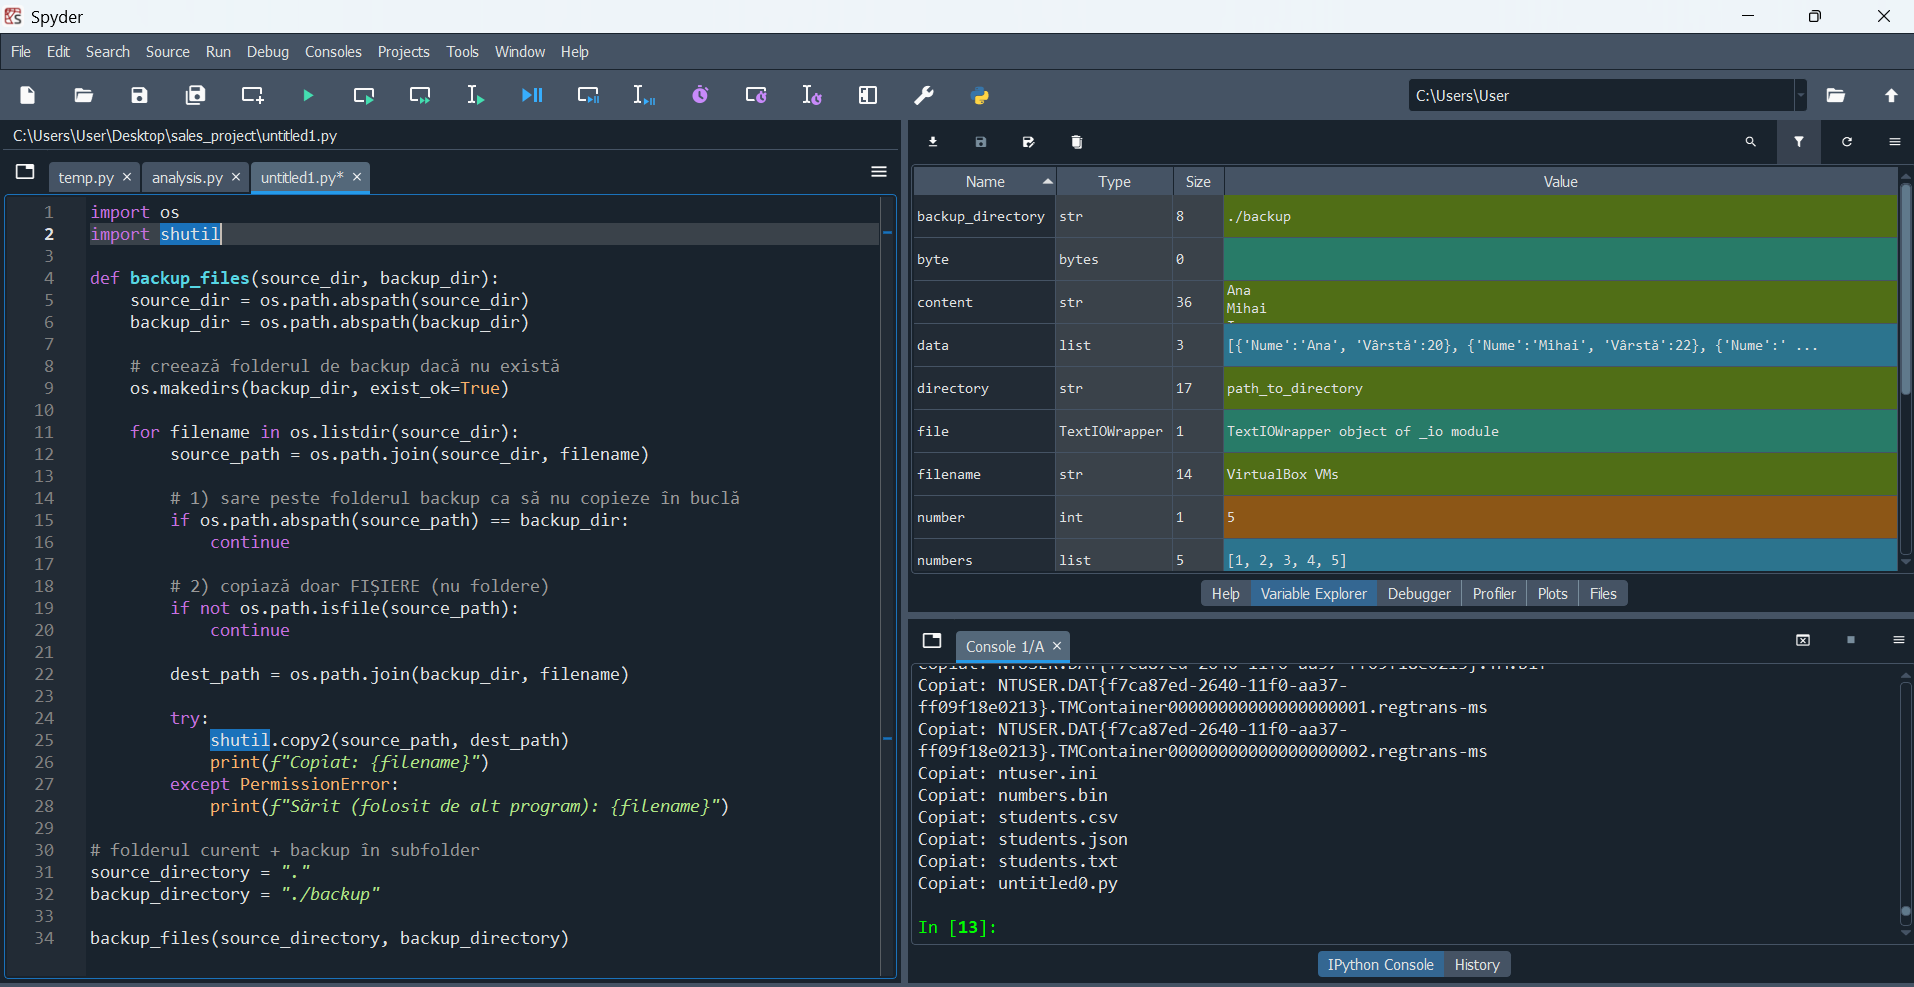 Spyder
File Edit Search Source Run Debug Consoles Projects Tools Window Help
C:\Users\User
C:\Users\User\Desktop\sales_project\untitled1.py
temp.py analysis.py untitled1.py*
1 import os
2 import shutil
3
4 def backup_files(source_dir, backup_dir):
5     source_dir = os.path.abspath(source_dir)
6     backup_dir = os.path.abspath(backup_dir)
7
8     # creează folderul de backup dacă nu există
9     os.makedirs(backup_dir, exist_ok=True)
10
11     for filename in os.listdir(source_dir):
12         source_path = os.path.join(source_dir, filename)
13
14         # 1) sare peste folderul backup ca să nu copieze în buclă
15         if os.path.abspath(source_path) == backup_dir:
16             continue
17
18         # 2) copiază doar FIȘIERE (nu foldere)
19         if not os.path.isfile(source_path):
20             continue
21
22         dest_path = os.path.join(backup_dir, filename)
23
24         try:
25             shutil.copy2(source_path, dest_path)
26             print(f"Copiat: {filename}")
27         except PermissionError:
28             print(f"Sărit (folosit de alt program): {filename}")
29
30 # folderul curent + backup în subfolder
31 source_directory = "."
32 backup_directory = "./backup"
33
34 backup_files(source_directory, backup_directory)
Name Type Size Value
backup_directory str 8 ./backup
byte bytes 0
content str 36 Ana
Mihai
data list 3 [{'Nume':'Ana', 'Vârstă':20}, {'Nume':'Mihai', 'Vârstă':22}, {'Nume':' ...
directory str 17 path_to_directory
file TextIOWrapper 1 TextIOWrapper object of _io module
filename str 14 VirtualBox VMs
number int 1 5
numbers list 5 [1, 2, 3, 4, 5]
Help Variable Explorer Debugger Profiler Plots Files
Console 1/A
Copiat: NTUSER.DAT{f7ca87ed-2640-11f0-aa37-
ff09f18e0213}.TMContainer00000000000000000001.regtrans-ms
Copiat: NTUSER.DAT{f7ca87ed-2640-11f0-aa37-
ff09f18e0213}.TMContainer00000000000000000002.regtrans-ms
Copiat: ntuser.ini
Copiat: numbers.bin
Copiat: students.csv
Copiat: students.json
Copiat: students.txt
Copiat: untitled0.py
In [13]:
IPython Console History